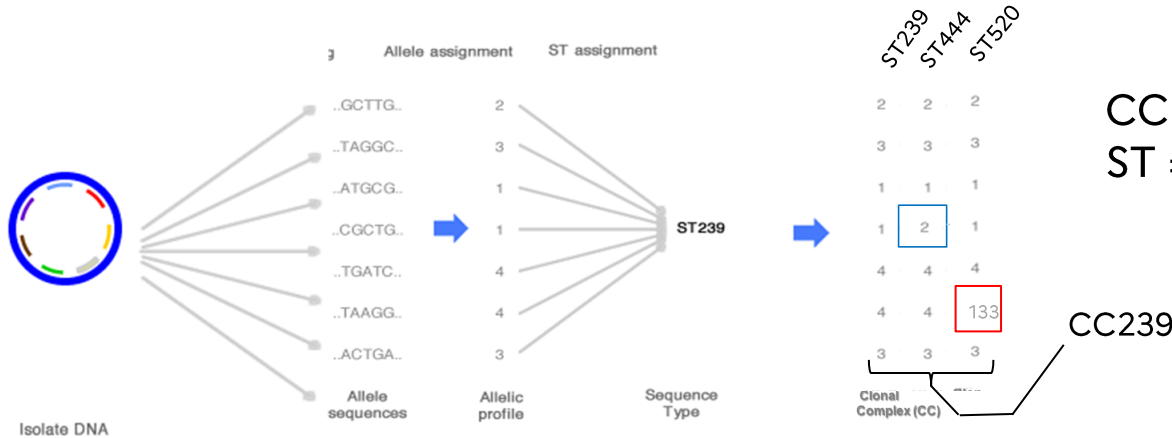 ST239 ST444 ST520
g Allele assignment ST assignment
..GCTTG.. 2 2 2 2
..TAGGC.. 3 3 3 3
..ATGCG.. 1 1 1 1
..CGCTG.. 1 ST239 1 2 1
..TGATC.. 4 4 4 4
..TAAGG.. 4 4 4 133
..ACTGA.. 3 3 3 3
CC
ST =
CC239
Allele
sequences
Allelic
profile
Sequence
Type
Clonal
Complex (CC)
Isolate DNA